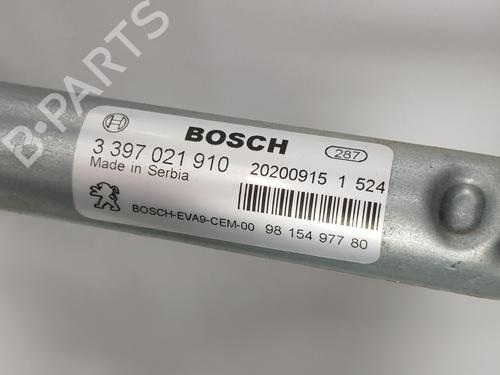 B-PARTS
BOSCH
287
3 397 021 910
20200915 1 524
Made in Serbia
BOSCH-EVA9-CEM-00
98 154 977 80